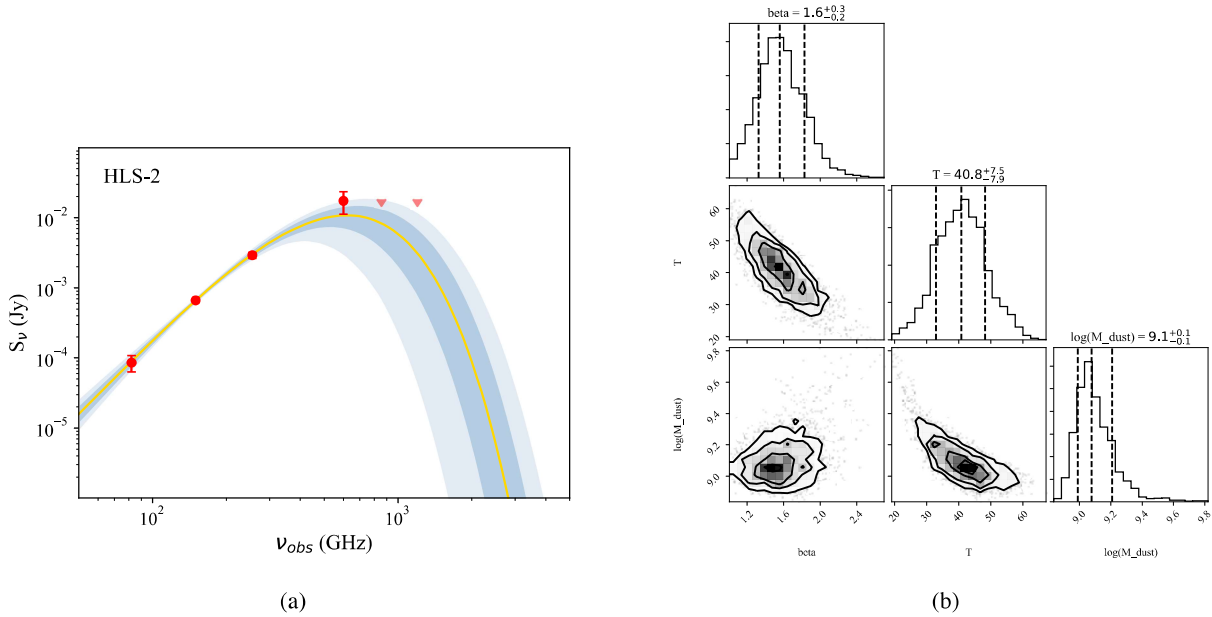 HLS-2
S_ν (Jy)
10^{-2}
10^{-3}
10^{-4}
10^{-5}
10^2
10^3
ν_{obs} (GHz)
(a)
beta = 1.6^{+0.3}_{-0.2}
T = 40.8^{+7.5}_{-7.9}
log(M_dust) = 9.1^{+0.1}_{-0.1}
T
60
50
40
30
20
log(M_dust)
9.8
9.6
9.4
9.2
9.0
1.2
1.6
2.0
2.4
beta
20
30
40
50
60
T
9.0
9.2
9.4
9.6
9.8
log(M_dust)
(b)